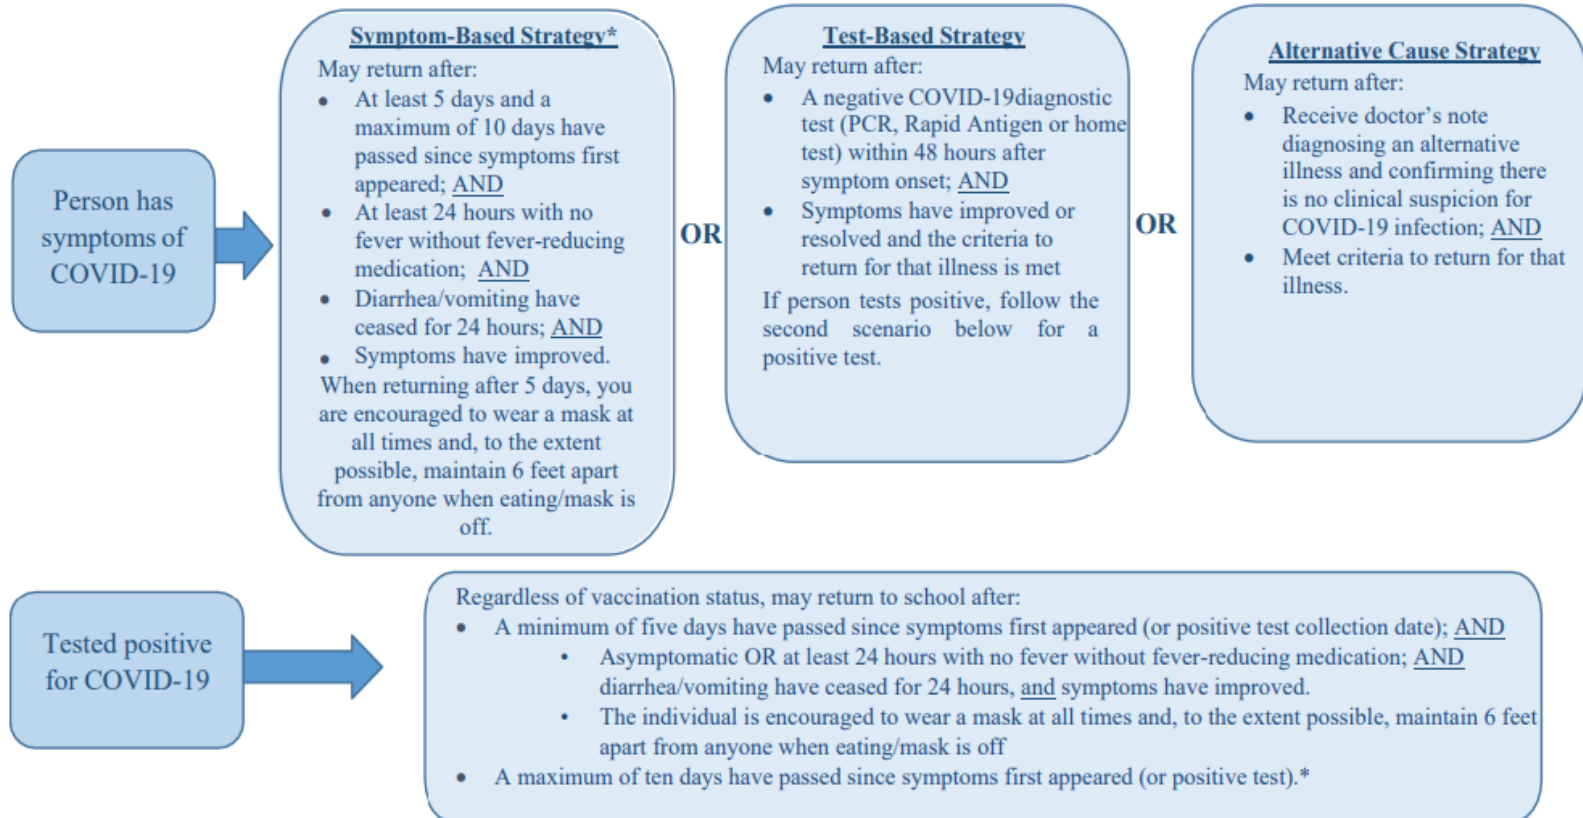 Person has
symptoms of
COVID-19
Symptom-Based Strategy*
May return after:
• At least 5 days and a
maximum of 10 days have
passed since symptoms first
appeared; AND
• At least 24 hours with no
fever without fever-reducing
medication; AND
• Diarrhea/vomiting have
ceased for 24 hours; AND
• Symptoms have improved.
When returning after 5 days, you
are encouraged to wear a mask at
all times and, to the extent
possible, maintain 6 feet apart
from anyone when eating/mask is
off.
OR
Test-Based Strategy
May return after:
• A negative COVID-19diagnostic
test (PCR, Rapid Antigen or home
test) within 48 hours after
symptom onset; AND
• Symptoms have improved or
resolved and the criteria to
return for that illness is met
If person tests positive, follow the
second scenario below for a
positive test.
OR
Alternative Cause Strategy
May return after:
• Receive doctor's note
diagnosing an alternative
illness and confirming there
is no clinical suspicion for
COVID-19 infection; AND
• Meet criteria to return for that
illness.
Tested positive
for COVID-19
Regardless of vaccination status, may return to school after:
• A minimum of five days have passed since symptoms first appeared (or positive test collection date); AND
• Asymptomatic OR at least 24 hours with no fever without fever-reducing medication; AND
diarrhea/vomiting have ceased for 24 hours, and symptoms have improved.
• The individual is encouraged to wear a mask at all times and, to the extent possible, maintain 6 feet
apart from anyone when eating/mask is off
• A maximum of ten days have passed since symptoms first appeared (or positive test).*